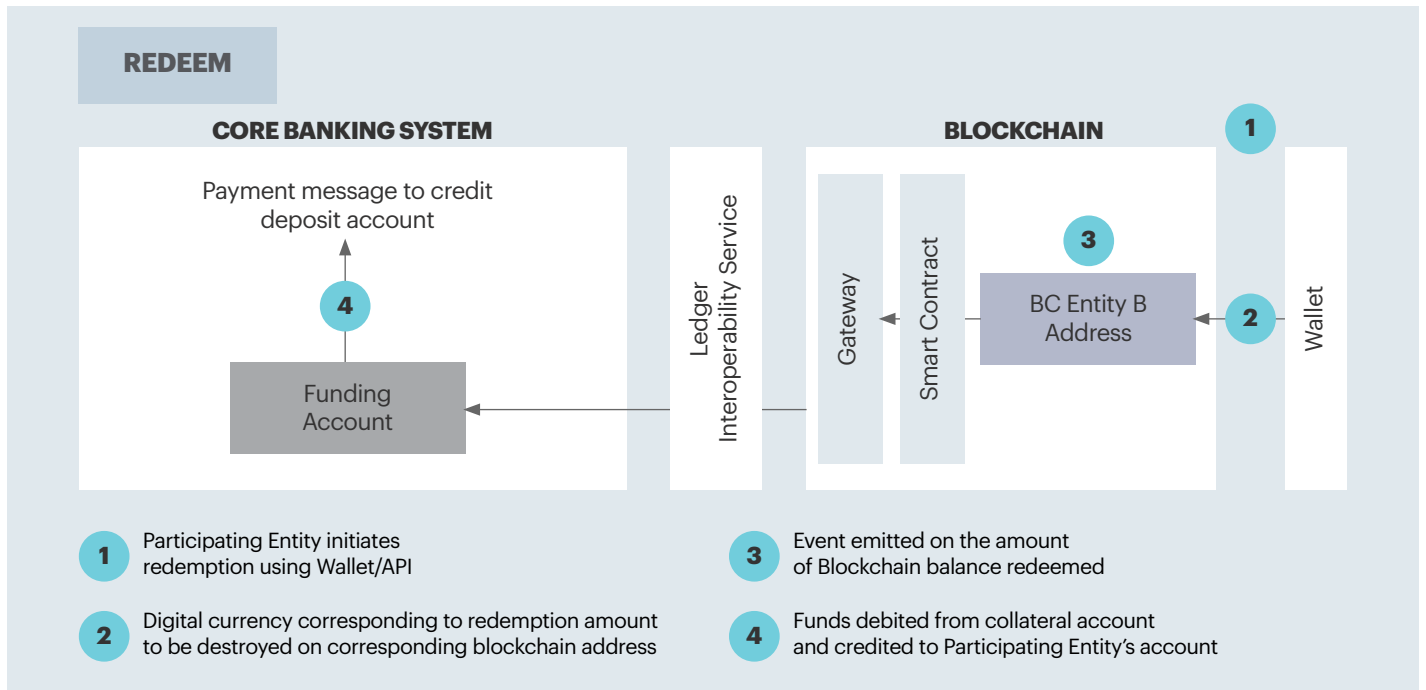 REDEEM
CORE BANKING SYSTEM
BLOCKCHAIN
1
Payment message to credit
deposit account
4
Funding
Account
Ledger
Interoperability Service
Gateway
Smart Contract
3
BC Entity B
Address
2
Wallet
1
Participating Entity initiates
redemption using Wallet/API
2
Digital currency corresponding to redemption amount
to be destroyed on corresponding blockchain address
3
Event emitted on the amount
of Blockchain balance redeemed
4
Funds debited from collateral account
and credited to Participating Entity’s account